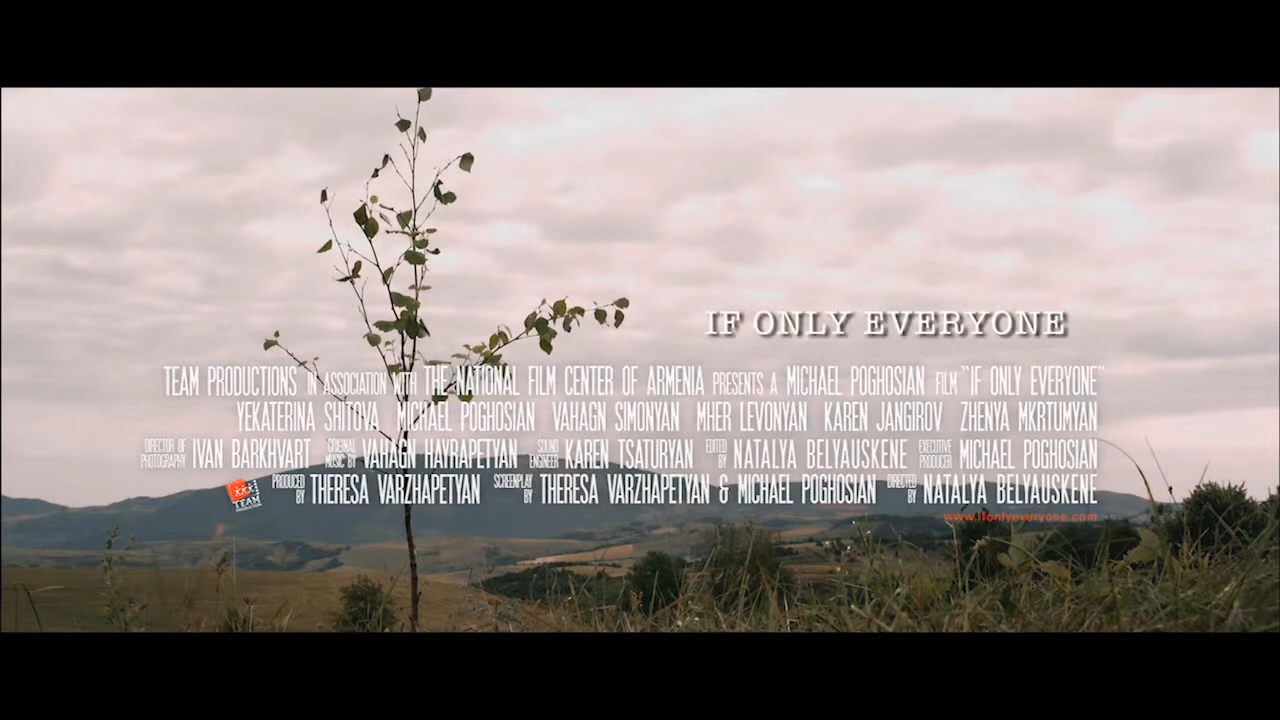 IF ONLY EVERYONE
TEAM PRODUCTIONS IN ASSOCIATION WITH THE NATIONAL FILM CENTER OF ARMENIA PRESENTS A MICHAEL POGHOSIAN FILM "IF ONLY EVERYONE"
YEKATERINA SHITOVA MICHAEL POGHOSIAN VAHAGN SIMONYAN MHER LEVONYAN KAREN JANGIROV ZHENYA MKRTUMYAN
DIRECTOR OF PHOTOGRAPHY IVAN BARKHVART ORIGINAL MUSIC BY VAHAGN HAYRAPETYAN SOUND ENGINEER KAREN TSATURYAN EDITED BY NATALYA BELYAUSKENE EXECUTIVE PRODUCER MICHAEL POGHOSIAN
TEAM PRODUCED BY THERESA VARZHAPETYAN SCREENPLAY BY THERESA VARZHAPETYAN & MICHAEL POGHOSIAN DIRECTED BY NATALYA BELYAUSKENE
www.ifonlyeveryone.com